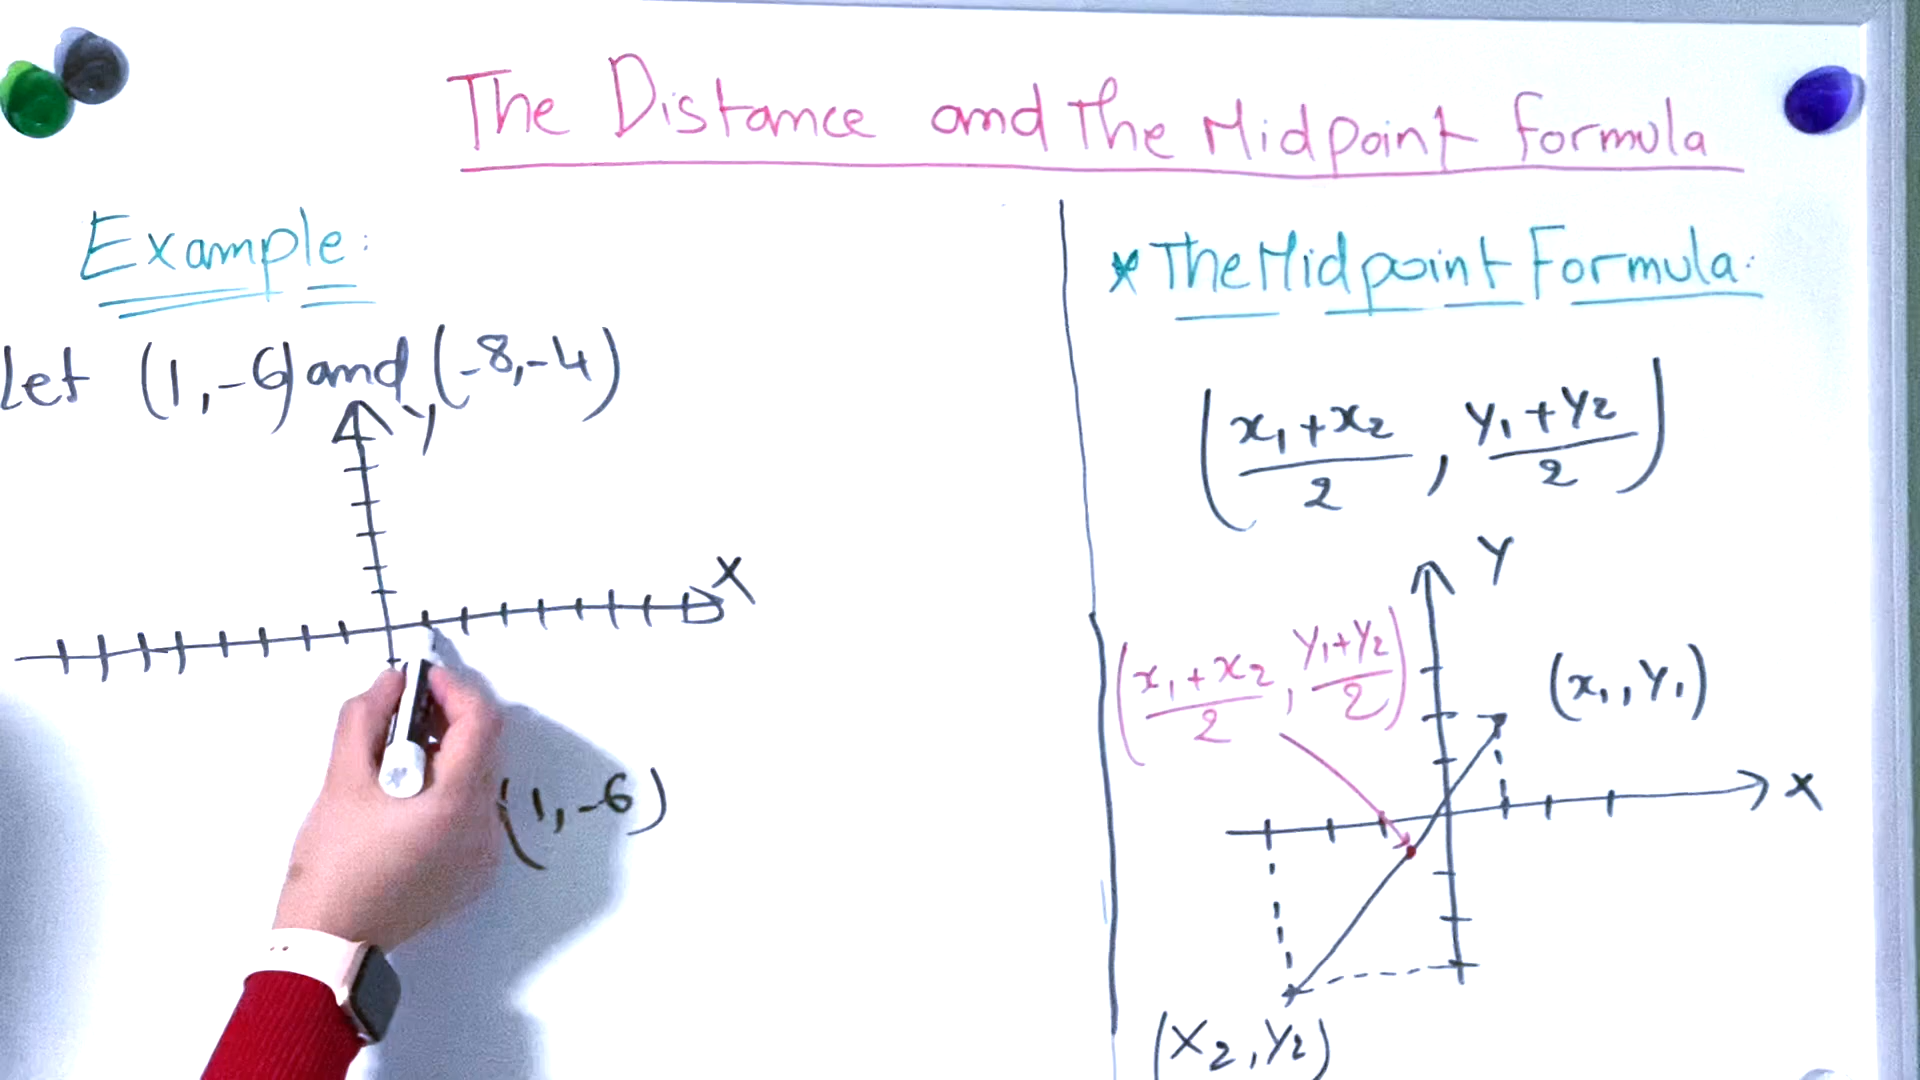 The Distance and The Midpoint formula
Example:
Let (1,-6) and (-8,-4)
Y
X
(1,-6)
* The Midpoint Formula:
(x₁+x₂/2, y₁+y₂/2)
Y
(x₁+x₂/2, y₁+y₂/2)
(x₁,y₁)
X
(x₂,y₂)